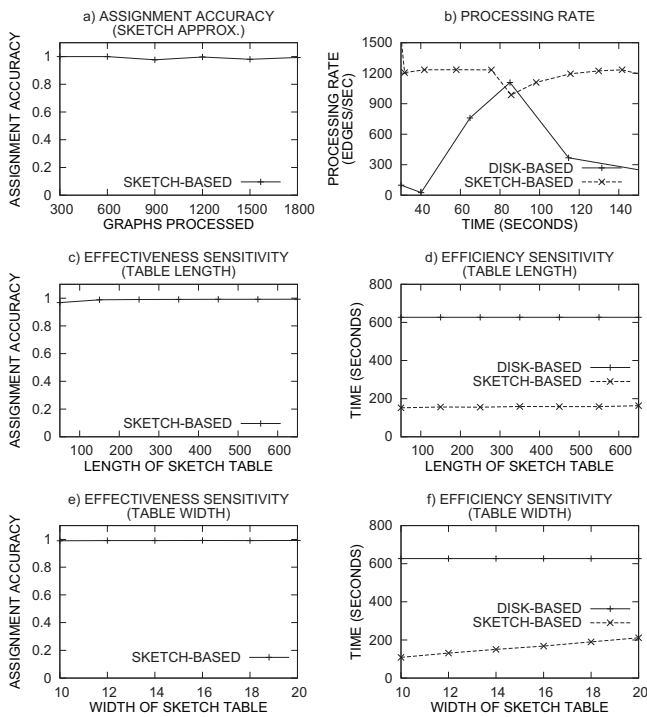 a) ASSIGNMENT ACCURACY
(SKETCH APPROX.)
ASSIGNMENT ACCURACY
1
0.8
0.6
0.4
0.2
0
SKETCH-BASED
300 600 900 1200 1500 1800
GRAPHS PROCESSED
b) PROCESSING RATE
PROCESSING RATE
(EDGES/SEC)
1500
1200
900
600
300
0
DISK-BASED
SKETCH-BASED
40 60 80 100 120 140
TIME (SECONDS)
c) EFFECTIVENESS SENSITIVITY
(TABLE LENGTH)
ASSIGNMENT ACCURACY
1
0.8
0.6
0.4
0.2
0
SKETCH-BASED
100 200 300 400 500 600
LENGTH OF SKETCH TABLE
d) EFFICIENCY SENSITIVITY
(TABLE LENGTH)
TIME (SECONDS)
800
600
400
200
0
DISK-BASED
SKETCH-BASED
100 200 300 400 500 600
LENGTH OF SKETCH TABLE
e) EFFECTIVENESS SENSITIVITY
(TABLE WIDTH)
ASSIGNMENT ACCURACY
1
0.8
0.6
0.4
0.2
0
SKETCH-BASED
10 12 14 16 18 20
WIDTH OF SKETCH TABLE
f) EFFICIENCY SENSITIVITY
(TABLE WIDTH)
TIME (SECONDS)
800
600
400
200
0
DISK-BASED
SKETCH-BASED
10 12 14 16 18 20
WIDTH OF SKETCH TABLE